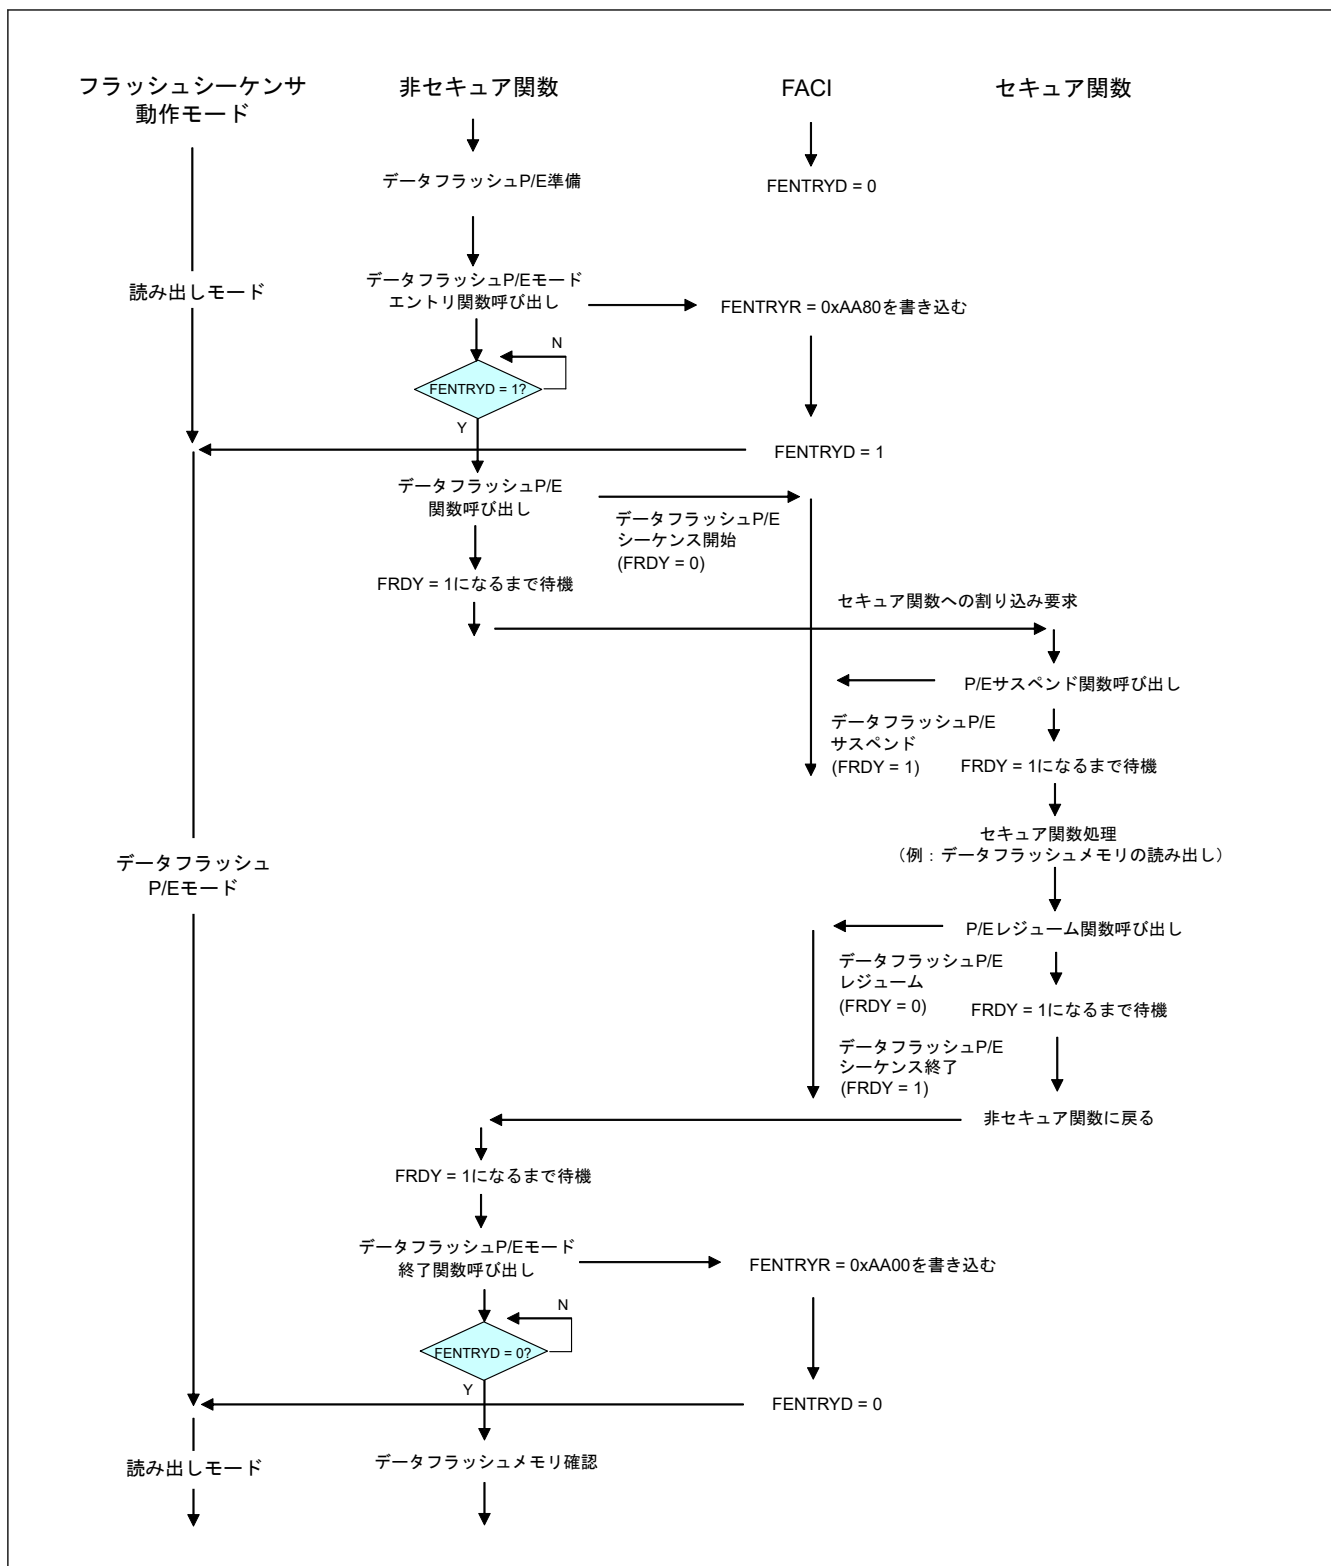 フラッシュシーケンサ
動作モード
非セキュア関数
FACI
セキュア関数
データフラッシュP/E準備
FENTRYD = 0
読み出しモード
データフラッシュP/Eモード
エントリ関数呼び出し
FENTRYR = 0xAA80を書き込む
N
FENTRYD = 1?
Y
FENTRYD = 1
データフラッシュP/E
関数呼び出し
データフラッシュP/E
シーケンス開始
(FRDY = 0)
FRDY = 1になるまで待機
セキュア関数への割り込み要求
P/Eサスペンド関数呼び出し
データフラッシュP/E
サスペンド
(FRDY = 1)
FRDY = 1になるまで待機
セキュア関数処理
（例：データフラッシュメモリの読み出し）
データフラッシュ
P/Eモード
P/Eレジューム関数呼び出し
データフラッシュP/E
レジューム
(FRDY = 0)
FRDY = 1になるまで待機
データフラッシュP/E
シーケンス終了
(FRDY = 1)
非セキュア関数に戻る
FRDY = 1になるまで待機
データフラッシュP/Eモード
終了関数呼び出し
FENTRYR = 0xAA00を書き込む
N
FENTRYD = 0?
Y
FENTRYD = 0
読み出しモード
データフラッシュメモリ確認